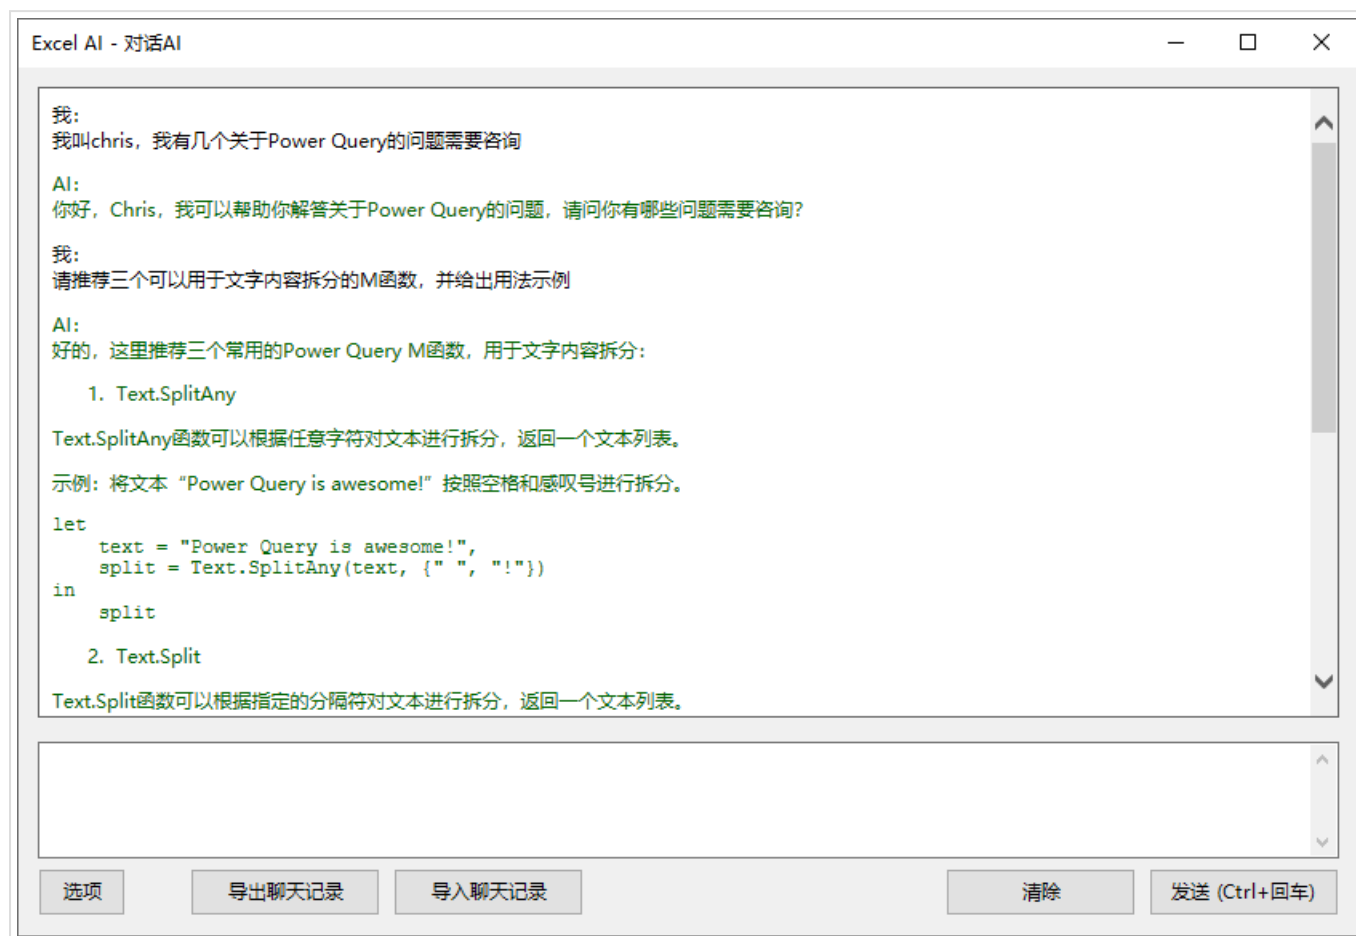 Excel AI - 对话AI
我：
我叫chris，我有几个关于Power Query的问题需要咨询
AI：
你好，Chris，我可以帮助你解答关于Power Query的问题，请问你有哪些问题需要咨询？
我：
请推荐三个可以用于文字内容拆分的M函数，并给出用法示例
AI：
好的，这里推荐三个常用的Power Query M函数，用于文字内容拆分：
1. Text.SplitAny
Text.SplitAny函数可以根据任意字符对文本进行拆分，返回一个文本列表。
示例：将文本“Power Query is awesome!”按照空格和感叹号进行拆分。
let
    text = "Power Query is awesome!",
    split = Text.SplitAny(text, {" ", "!"})
in
    split
2. Text.Split
Text.Split函数可以根据指定的分隔符对文本进行拆分，返回一个文本列表。
选项 导出聊天记录 导入聊天记录 清除 发送 (Ctrl+回车)